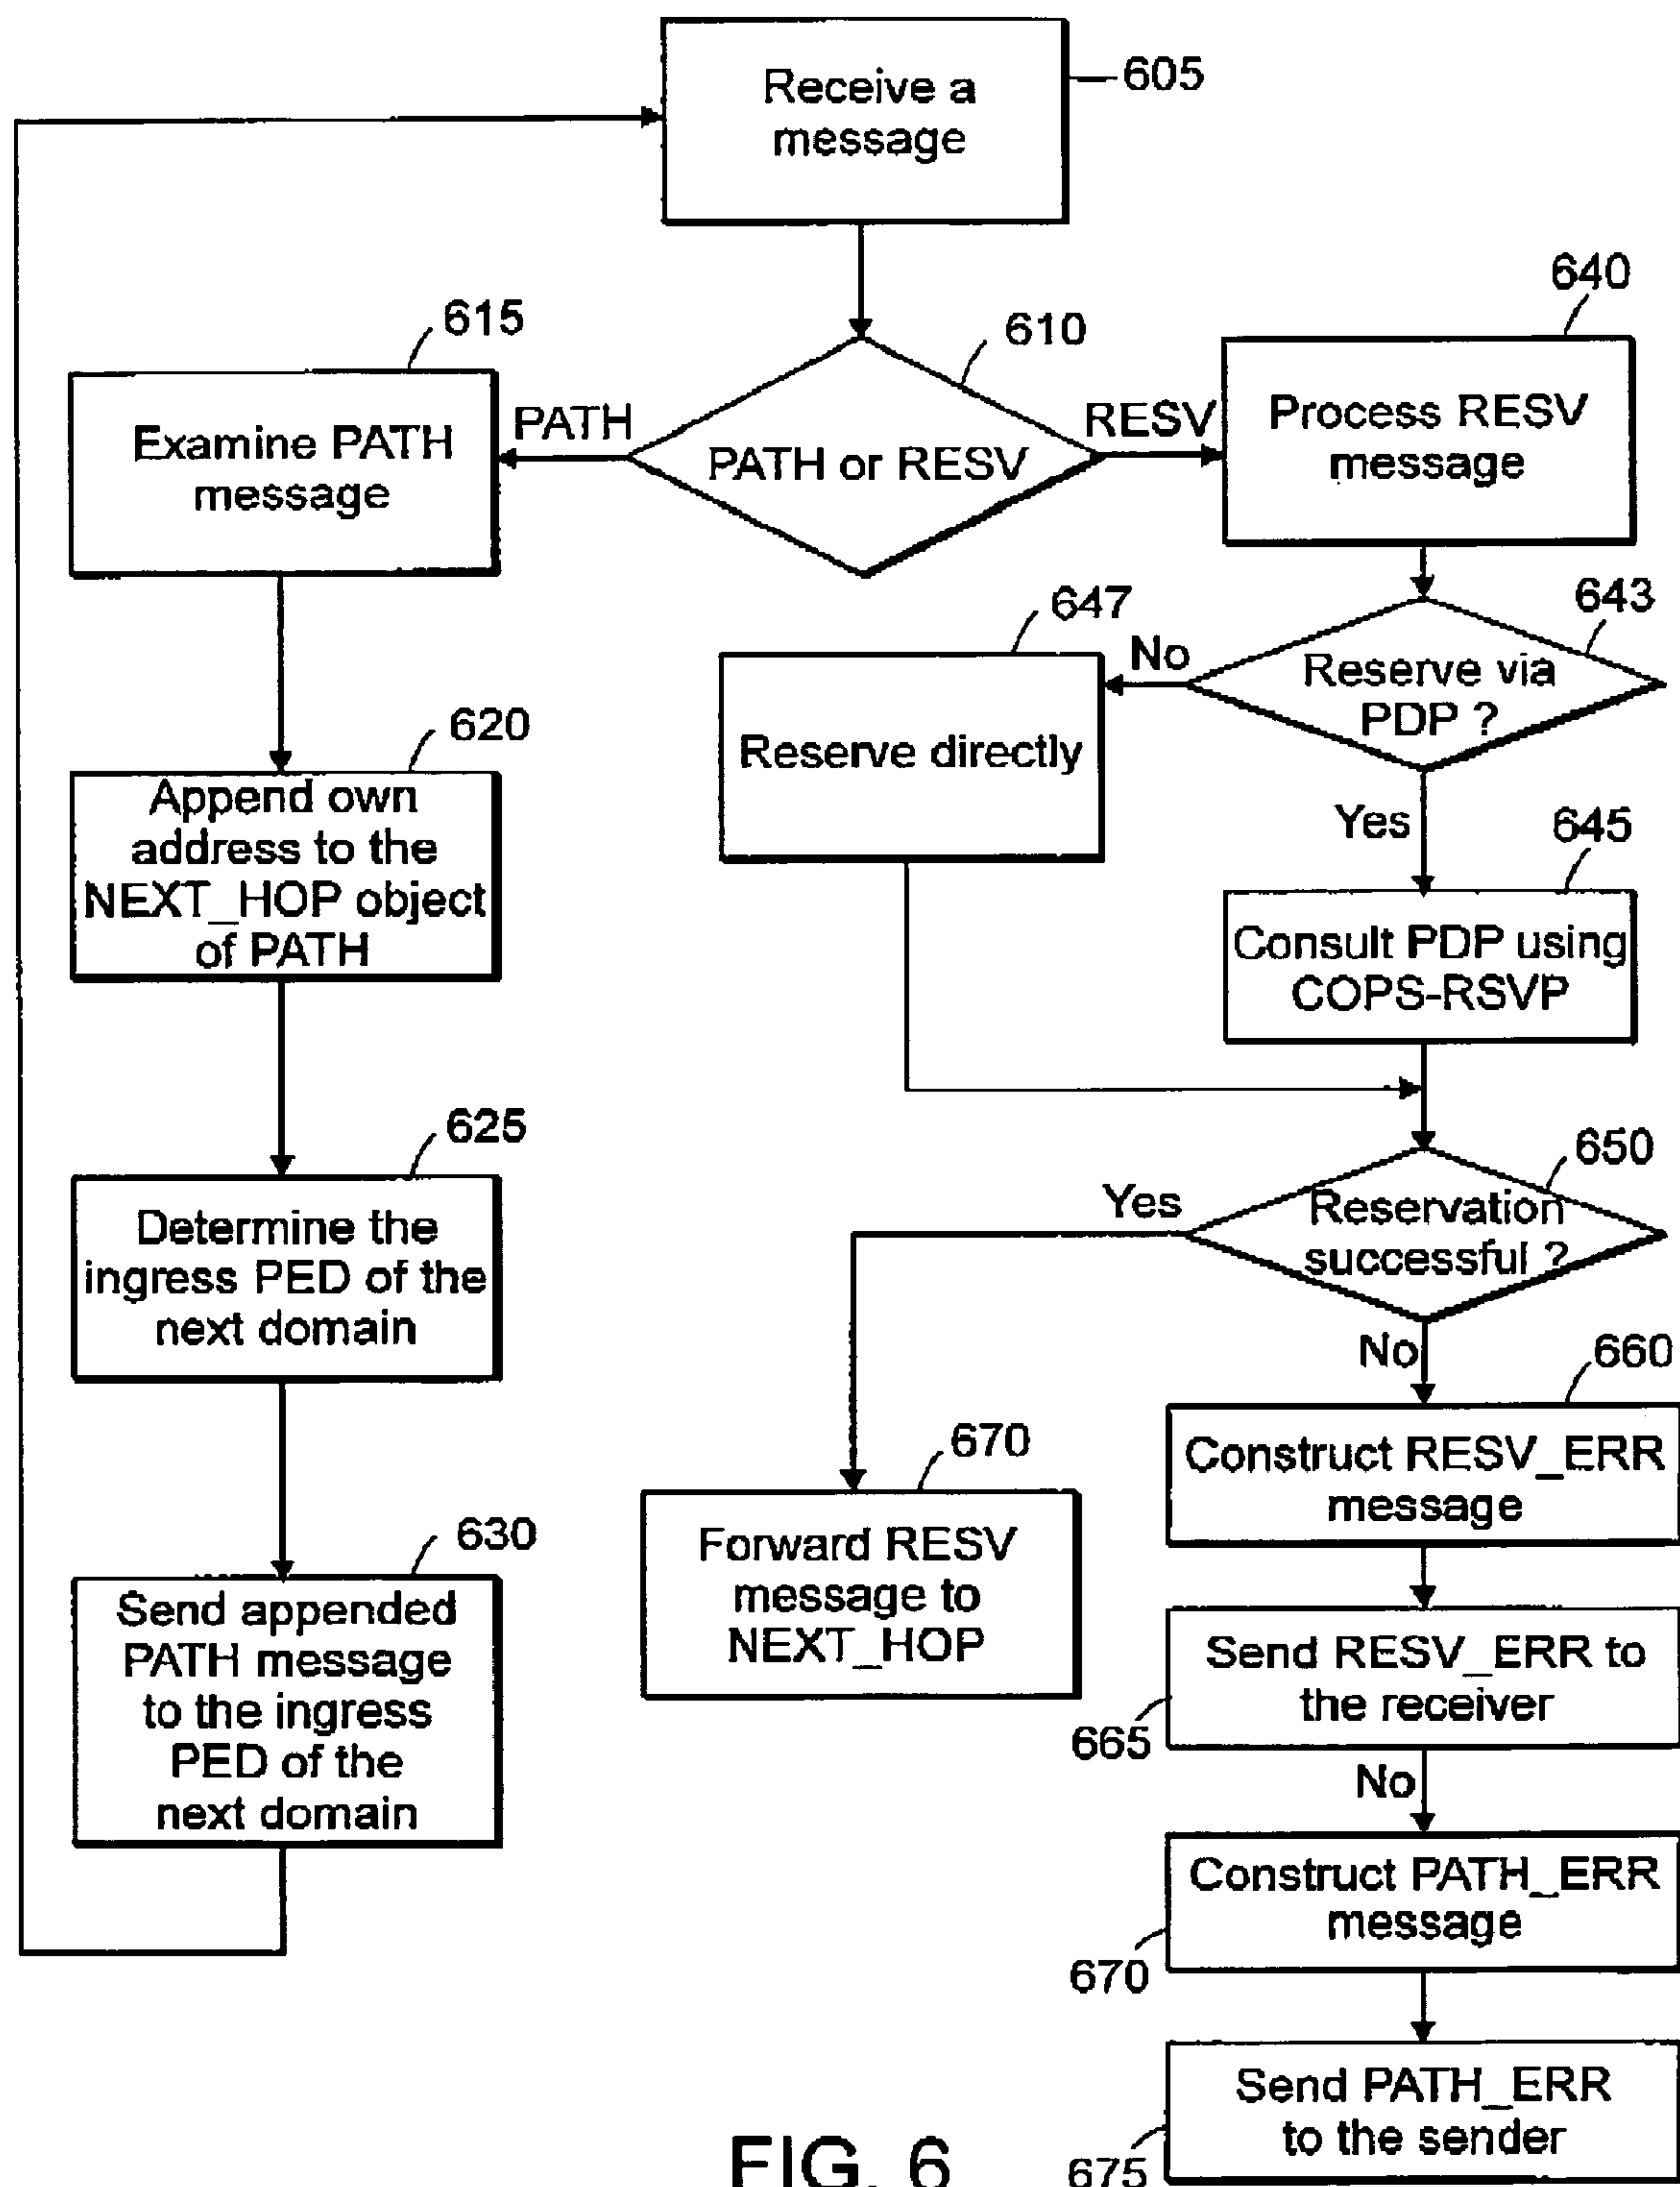 Receive a
message
605
610
PATH or RESV
PATH
RESV
615
Examine PATH
message
620
Append own
address to the
NEXT_HOP object
of PATH
625
Determine the
ingress PED of the
next domain
630
Send appended
PATH message
to the ingress
PED of the
next domain
640
Process RESV
message
643
Reserve via
PDP ?
No
647
Reserve directly
Yes
645
Consult PDP using
COPS-RSVP
650
Reservation
successful ?
Yes
670
Forward RESV
message to
NEXT_HOP
No
660
Construct RESV_ERR
message
Send RESV_ERR to
the receiver
665
No
Construct PATH_ERR
message
670
Send PATH_ERR
to the sender
675
FIG. 6